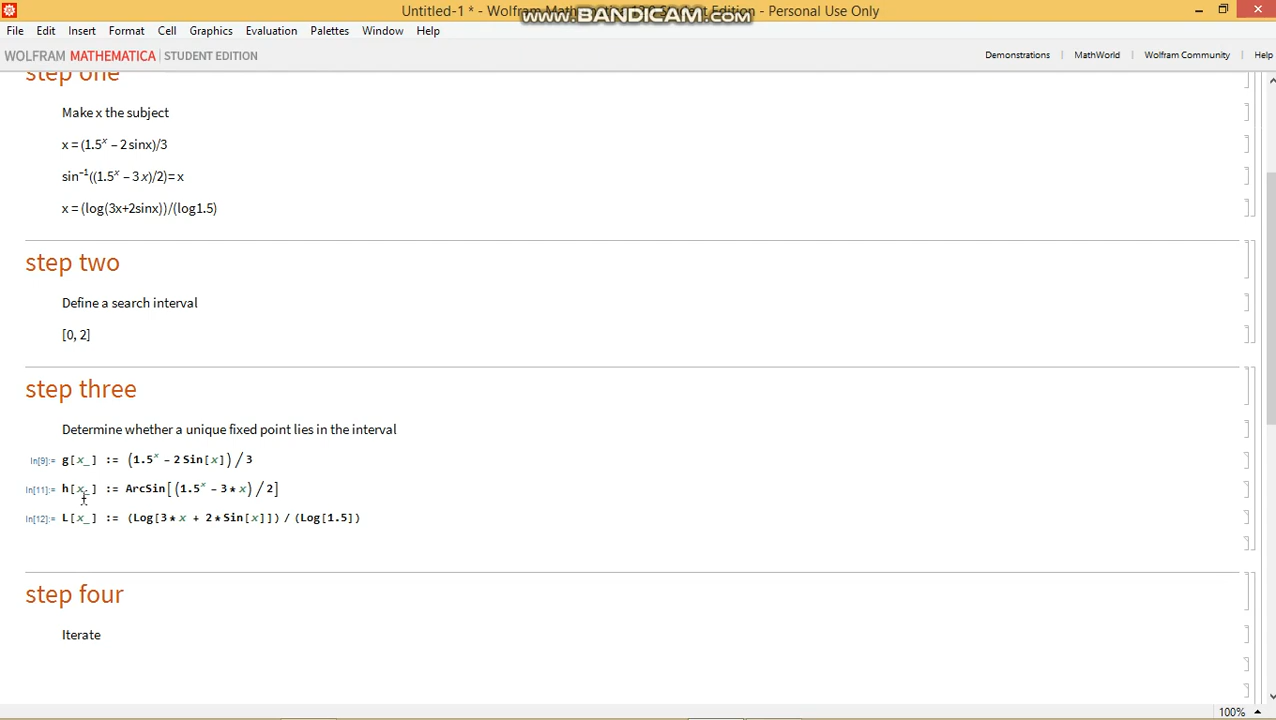 Untitled-1 * - Wolfram Student Edition - Personal Use Only
www.BANDICAM.com
File Edit Insert Format Cell Graphics Evaluation Palettes Window Help
WOLFRAM MATHEMATICA | STUDENT EDITION Demonstrations MathWorld Wolfram Community Help
step one
Make x the subject
x = (1.5ˣ – 2 sinx)/3
sin⁻¹((1.5ˣ – 3 x)/2)= x
x = (log(3x+2sinx))/(log1.5)
step two
Define a search interval
[0, 2]
step three
Determine whether a unique fixed point lies in the interval
In[9]:= g[x_] := (1.5ˣ - 2 Sin[x]) / 3
In[11]:= h[x_] := ArcSin[(1.5ˣ - 3 * x) / 2]
In[12]:= L[x_] := (Log[3 * x + 2 * Sin[x]]) / (Log[1.5])
step four
Iterate
100%